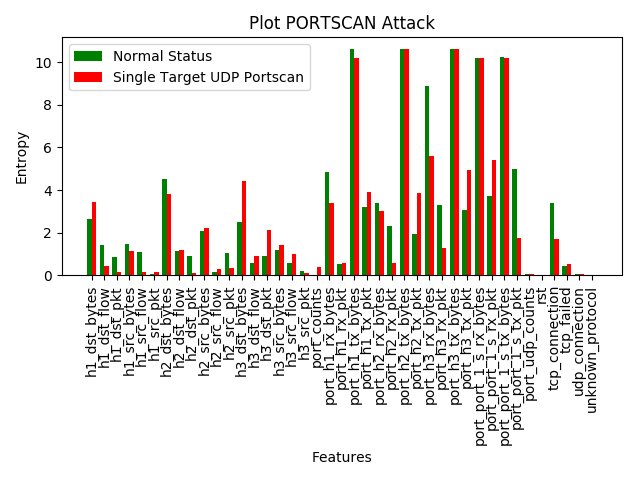 Plot PORTSCAN Attack
Normal Status
Single Target UDP Portscan
Entropy
10
8
6
4
2
0
h1_dst_bytes
h1_dst_flow
h1_dst_pkt
h1_src_bytes
h1_src_flow
h1_src_pkt
h2_dst_bytes
h2_dst_flow
h2_dst_pkt
h2_src_bytes
h2_src_flow
h2_src_pkt
h3_dst_bytes
h3_dst_flow
h3_dst_pkt
h3_src_bytes
h3_src_flow
h3_src_pkt
port_counts
port_h1_rx_bytes
port_h1_rx_pkt
port_h1_tx_bytes
port_h1_tx_pkt
port_h2_rx_bytes
port_h2_rx_pkt
port_h2_tx_bytes
port_h2_tx_pkt
port_h3_rx_bytes
port_h3_rx_pkt
port_h3_tx_bytes
port_h3_tx_pkt
port_port_1_s_rx_bytes
port_port_1_s_rx_pkt
port_port_1_s_tx_bytes
port_port_1_s_tx_pkt
port_udp_counts
rst
tcp_connection
tcp_failed
udp_connection
unknown_protocol
Features